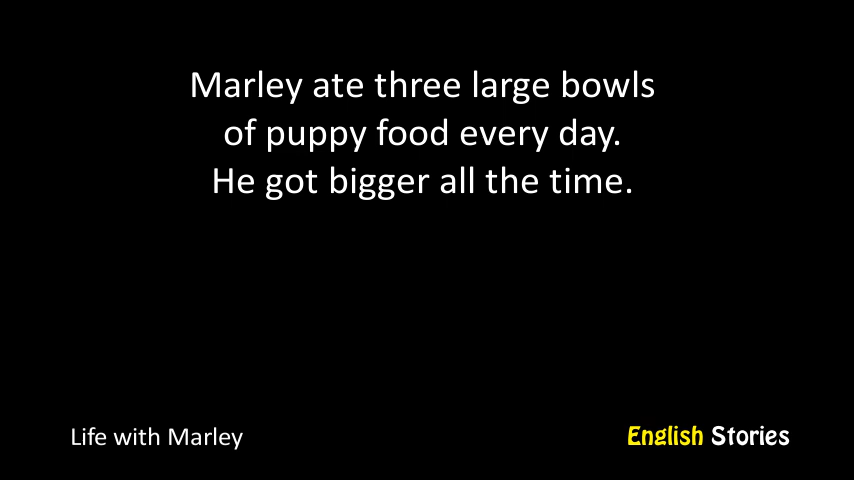 Marley ate three large bowls
of puppy food every day.
He got bigger all the time.
Life with Marley
English Stories